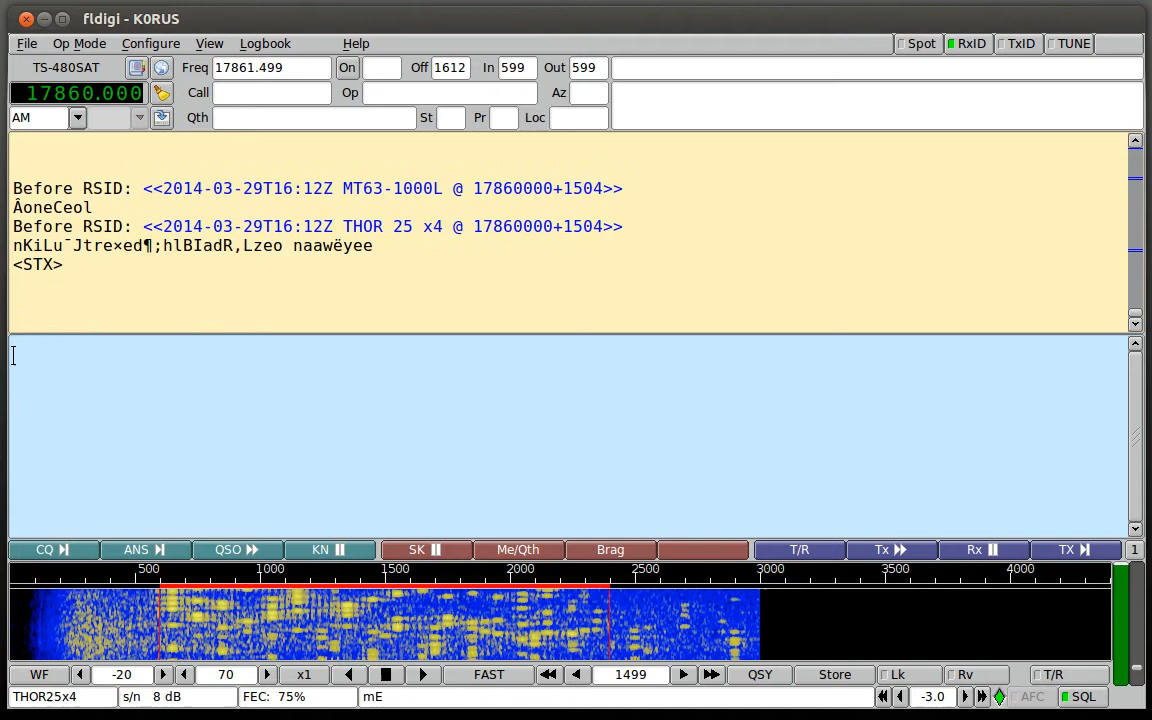 fldigi - K0RUS
File Op Mode Configure View Logbook Help Spot RxID TxID TUNE
TS-480SAT Freq 17861.499 On Off 1612 In 599 Out 599
17860.000 Call Op Az
AM Qth St Pr Loc
Before RSID: <<2014-03-29T16:12Z MT63-1000L @ 17860000+1504>>
ÂoneCeol
Before RSID: <<2014-03-29T16:12Z THOR 25 x4 @ 17860000+1504>>
nKiLu¯Jtre×ed¶;hlBIadR,Lzeo naawëyee
<STX>
CQ ANS QSO KN SK Me/Qth Brag T/R Tx Rx TX 1
500 1000 1500 2000 2500 3000 3500 4000
WF -20 70 x1 FAST 1499 QSY Store Lk Rv T/R
THOR25x4 s/n 8 dB FEC: 75% mE -3.0 AFC SQL